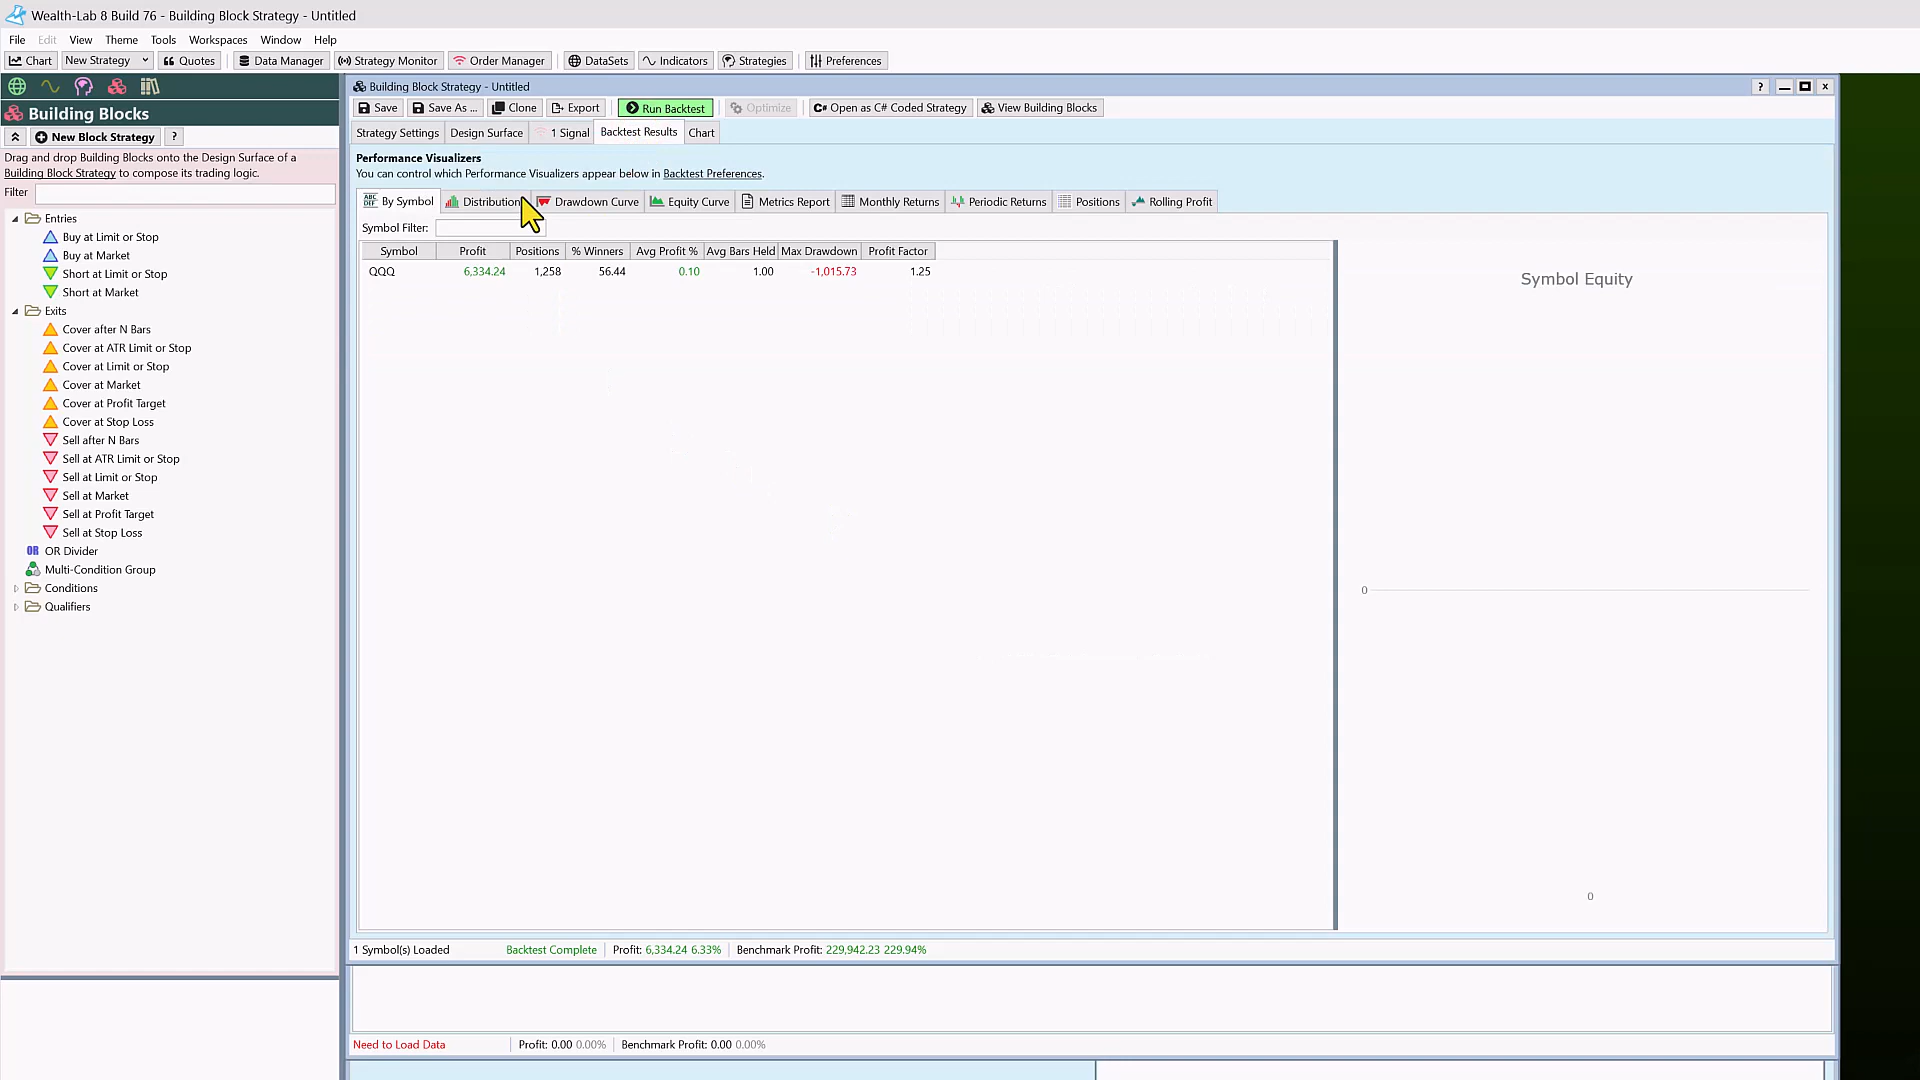 Wealth-Lab 8 Build 76 - Building Block Strategy - Untitled
File Edit View Theme Tools Workspaces Window Help
Chart New Strategy Quotes Data Manager Strategy Monitor Order Manager DataSets Indicators Strategies Preferences
Building Blocks
New Block Strategy ?
Drag and drop Building Blocks onto the Design Surface of a
Building Block Strategy to compose its trading logic.
Filter
Entries
Buy at Limit or Stop
Buy at Market
Short at Limit or Stop
Short at Market
Exits
Cover after N Bars
Cover at ATR Limit or Stop
Cover at Limit or Stop
Cover at Market
Cover at Profit Target
Cover at Stop Loss
Sell after N Bars
Sell at ATR Limit or Stop
Sell at Limit or Stop
Sell at Market
Sell at Profit Target
Sell at Stop Loss
OR OR Divider
Multi-Condition Group
Conditions
Qualifiers
Building Block Strategy - Untitled ?
Save Save As ... Clone Export Run Backtest Optimize C# Open as C# Coded Strategy View Building Blocks
Strategy Settings Design Surface 1 Signal Backtest Results Chart
Performance Visualizers
You can control which Performance Visualizers appear below in Backtest Preferences.
ABC DEF By Symbol Distribution Drawdown Curve Equity Curve Metrics Report Monthly Returns Periodic Returns Positions Rolling Profit
Symbol Filter:
Symbol Profit Positions % Winners Avg Profit % Avg Bars Held Max Drawdown Profit Factor
QQQ 6,334.24 1,258 56.44 0.10 1.00 -1,015.73 1.25
Symbol Equity
0
0
1 Symbol(s) Loaded Backtest Complete Profit: 6,334.24 6.33% Benchmark Profit: 229,942.23 229.94%
Need to Load Data Profit: 0.00 0.00% Benchmark Profit: 0.00 0.00%